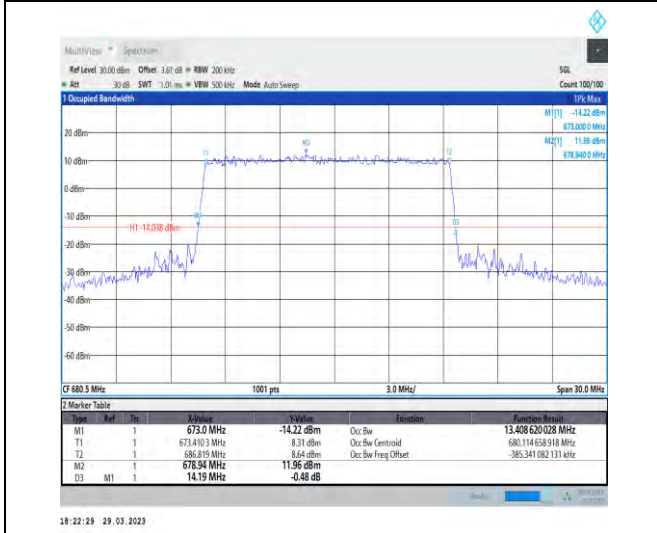 MultiView Spectrum
Ref Level 30.00 dBm Offset 3.61 dB RBW 200 kHz SGL
Att 30 dB SWT 1.01 ms VBW 500 kHz Mode Auto Sweep Count 100/100
1 Occupied Bandwidth 1Pk Max
M1[1] -14.22 dBm
673.000 0 MHz
M2[1] 11.96 dBm
678.940 0 MHz
20 dBm
M2
T1 T2
10 dBm
0 dBm
-10 dBm
M1
D3
H1 -14.038 dBm
-20 dBm
-30 dBm
-40 dBm
-50 dBm
-60 dBm
CF 680.5 MHz 1001 pts 3.0 MHz/ Span 30.0 MHz
2 Marker Table
Type Ref Trc X-Value Y-Value Function Function Result
M1 1 673.0 MHz -14.22 dBm Occ Bw 13.408 620 028 MHz
T1 1 673.410 3 MHz 8.31 dBm Occ Bw Centroid 680.114 658 918 MHz
T2 1 686.819 MHz 8.64 dBm Occ Bw Freq Offset -385.341 082 131 kHz
M2 1 678.94 MHz 11.96 dBm
D3 M1 1 14.19 MHz -0.48 dB
18:22:29 29.03.2023